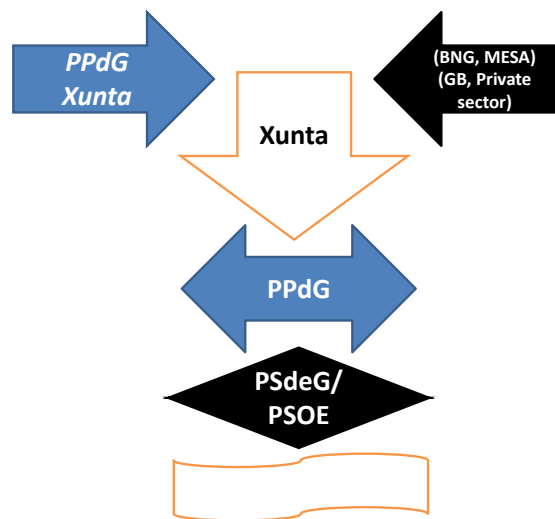 PPdG
Xunta
(BNG, MESA)
(GB, Private
sector)
Xunta
PPdG
PSdeG/
PSOE